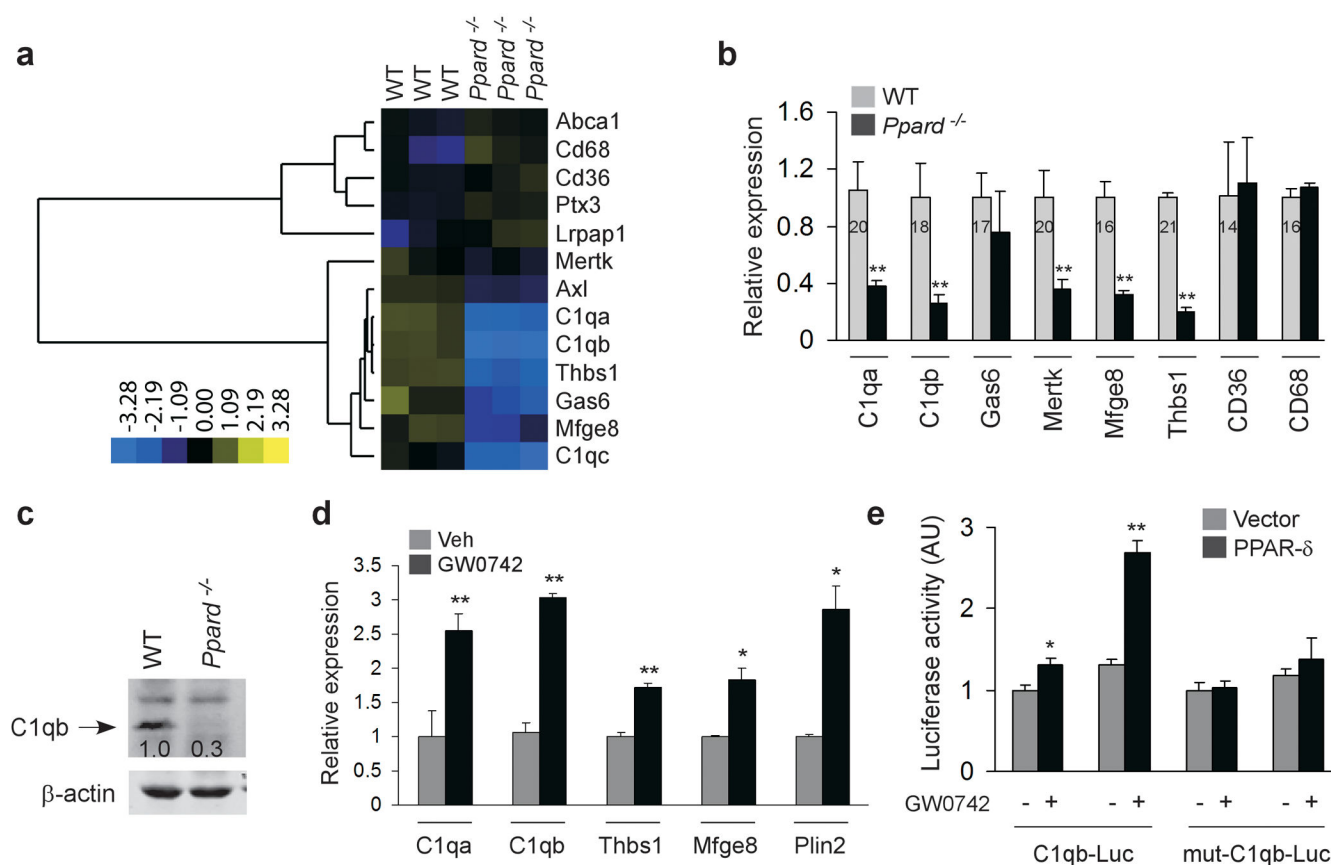 a
WT
WT
WT
Ppard -/-
Ppard -/-
Ppard -/-
Abca1
Cd68
Cd36
Ptx3
Lrpap1
Mertk
Axl
C1qa
C1qb
Thbs1
Gas6
Mfge8
C1qc
-3.28
-2.19
-1.09
0.00
1.09
2.19
3.28
b
WT
Ppard -/-
Relative expression
1.6
1.2
0.8
0.4
0
20
18
17
20
16
21
14
16
**
**
**
**
**
C1qa
C1qb
Gas6
Mertk
Mfge8
Thbs1
CD36
CD68
c
WT
Ppard -/-
C1qb
1.0 0.3
β-actin
d
Veh
GW0742
Relative expression
3.5
3
2.5
2
1.5
1
0.5
0
**
**
**
*
*
C1qa C1qb Thbs1 Mfge8 Plin2
e
Vector
PPAR-δ
Luciferase activity (AU)
3
2
1
0
*
**
GW0742 - + - + - + - +
C1qb-Luc mut-C1qb-Luc